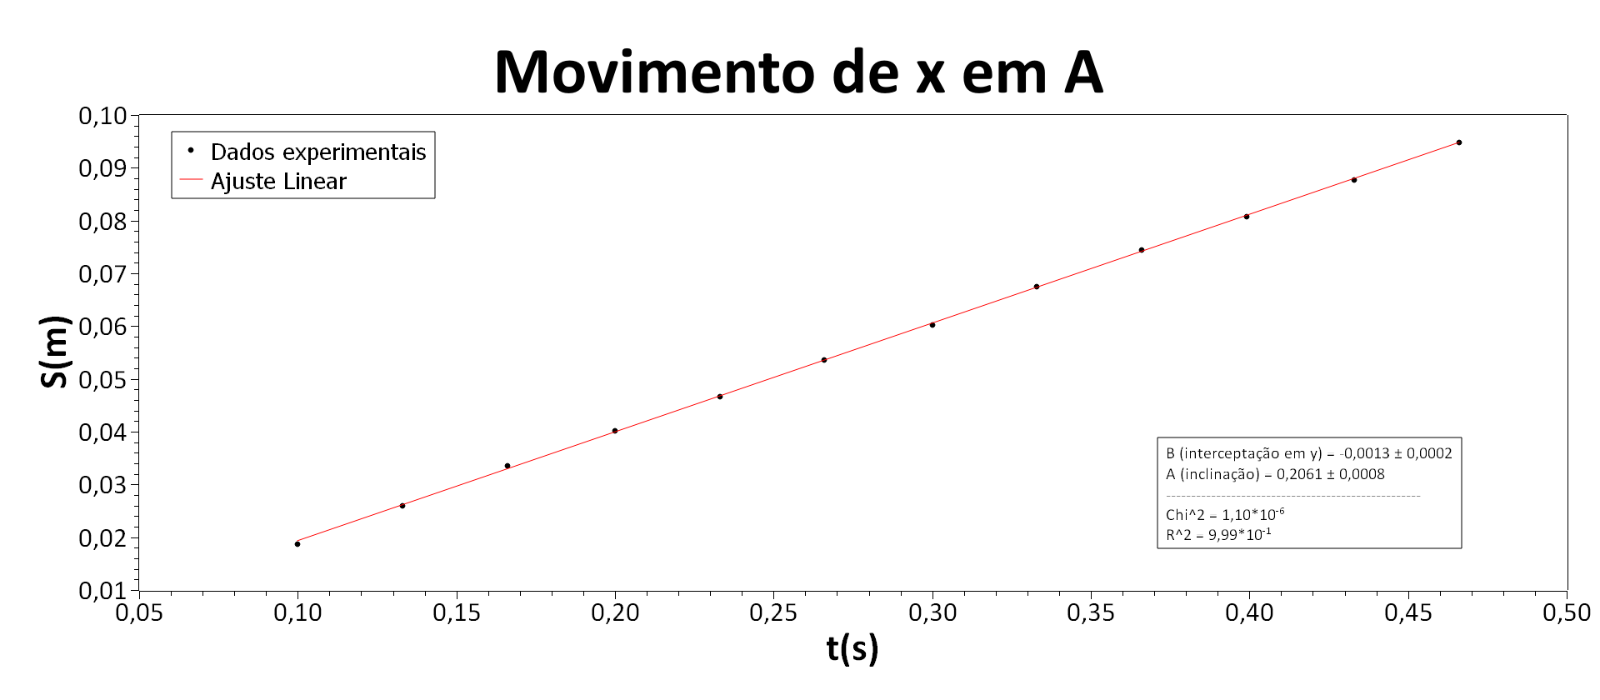 Movimento de x em A
Dados experimentais
Ajuste Linear
0,10
0,09
0,08
0,07
0,06
0,05
0,04
0,03
0,02
0,01
S(m)
B (interceptação em y) = -0,0013 ± 0,0002
A (inclinação) = 0,2061 ± 0,0008
---------------------------------------------------
Chi^2 = 1,10*10⁻⁶
R^2 = 9,99*10⁻¹
0,05 0,10 0,15 0,20 0,25 0,30 0,35 0,40 0,45 0,50
t(s)